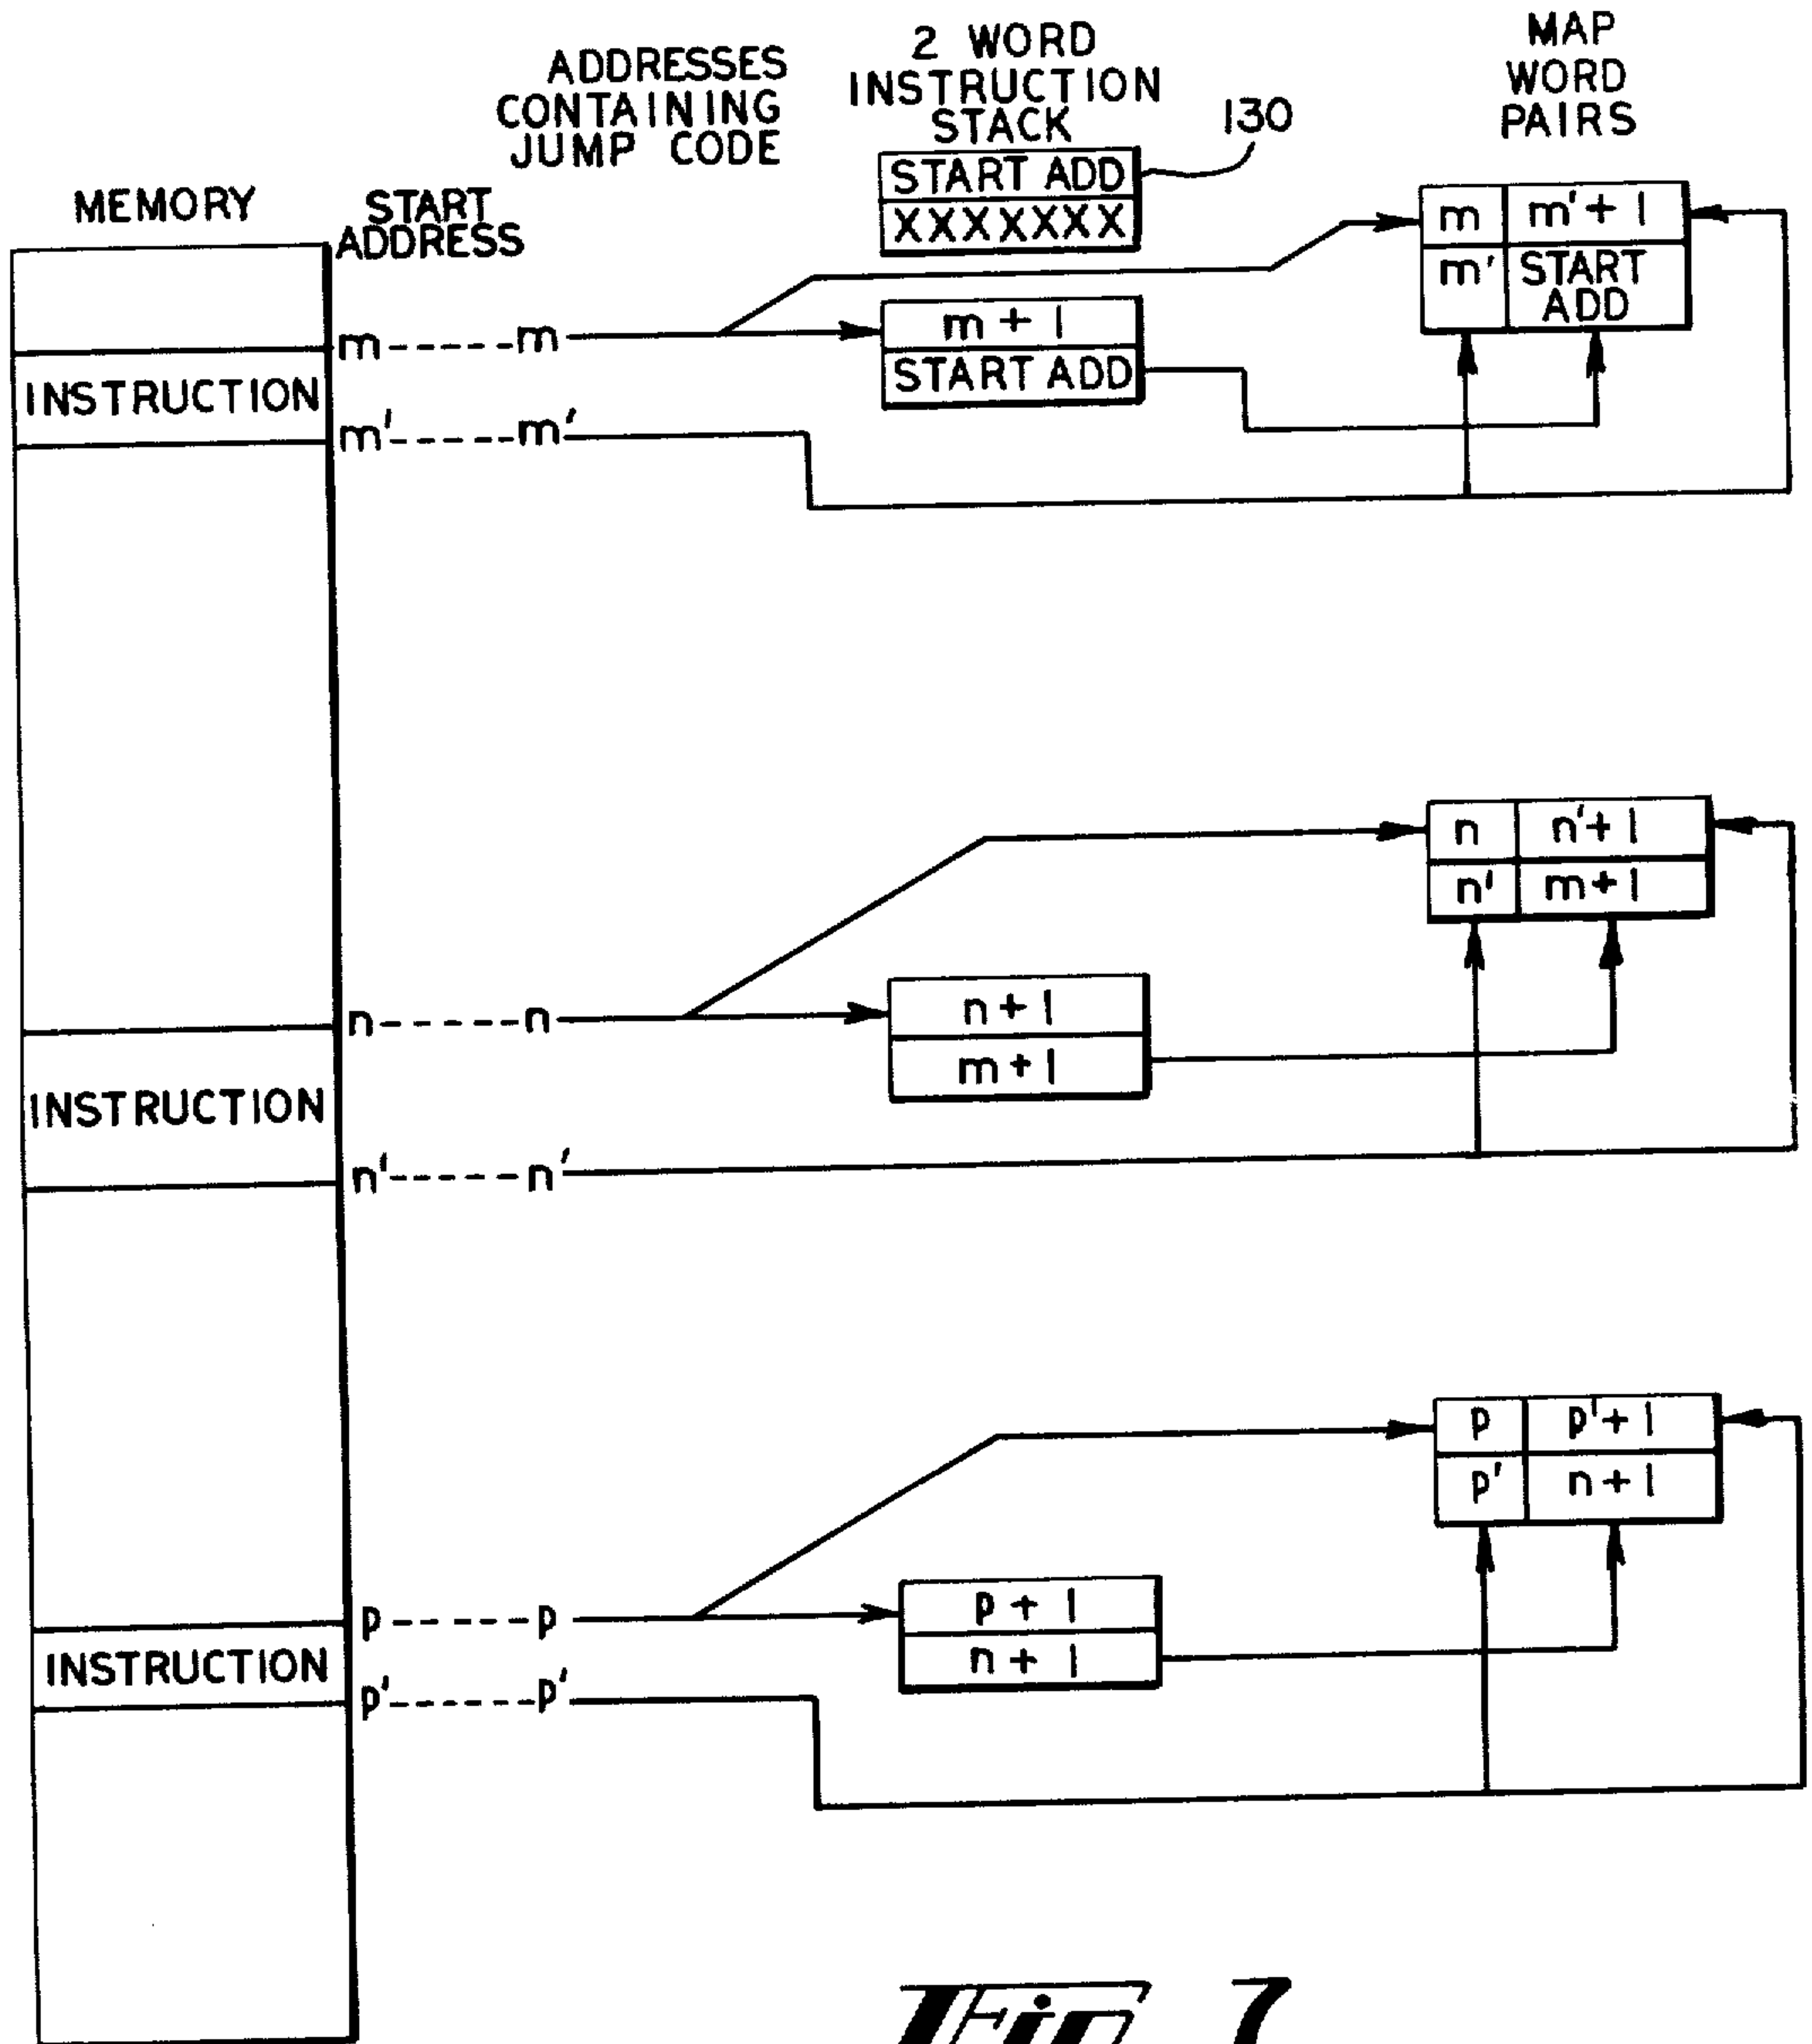 MEMORY
START
ADDRESS
ADDRESSES
CONTAINING
JUMP CODE
2 WORD
INSTRUCTION
STACK
130
MAP
WORD
PAIRS
START ADD
XXXXXXX
m m'+1
m' START
ADD
m-----m
m+1
START ADD
INSTRUCTION
m'-----m'
n n'+1
n' m+1
n------n
n+1
m+1
INSTRUCTION
n'-----n'
p p'+1
p' n+1
p------p
p+1
n+1
INSTRUCTION
p'------p'
Fig 7